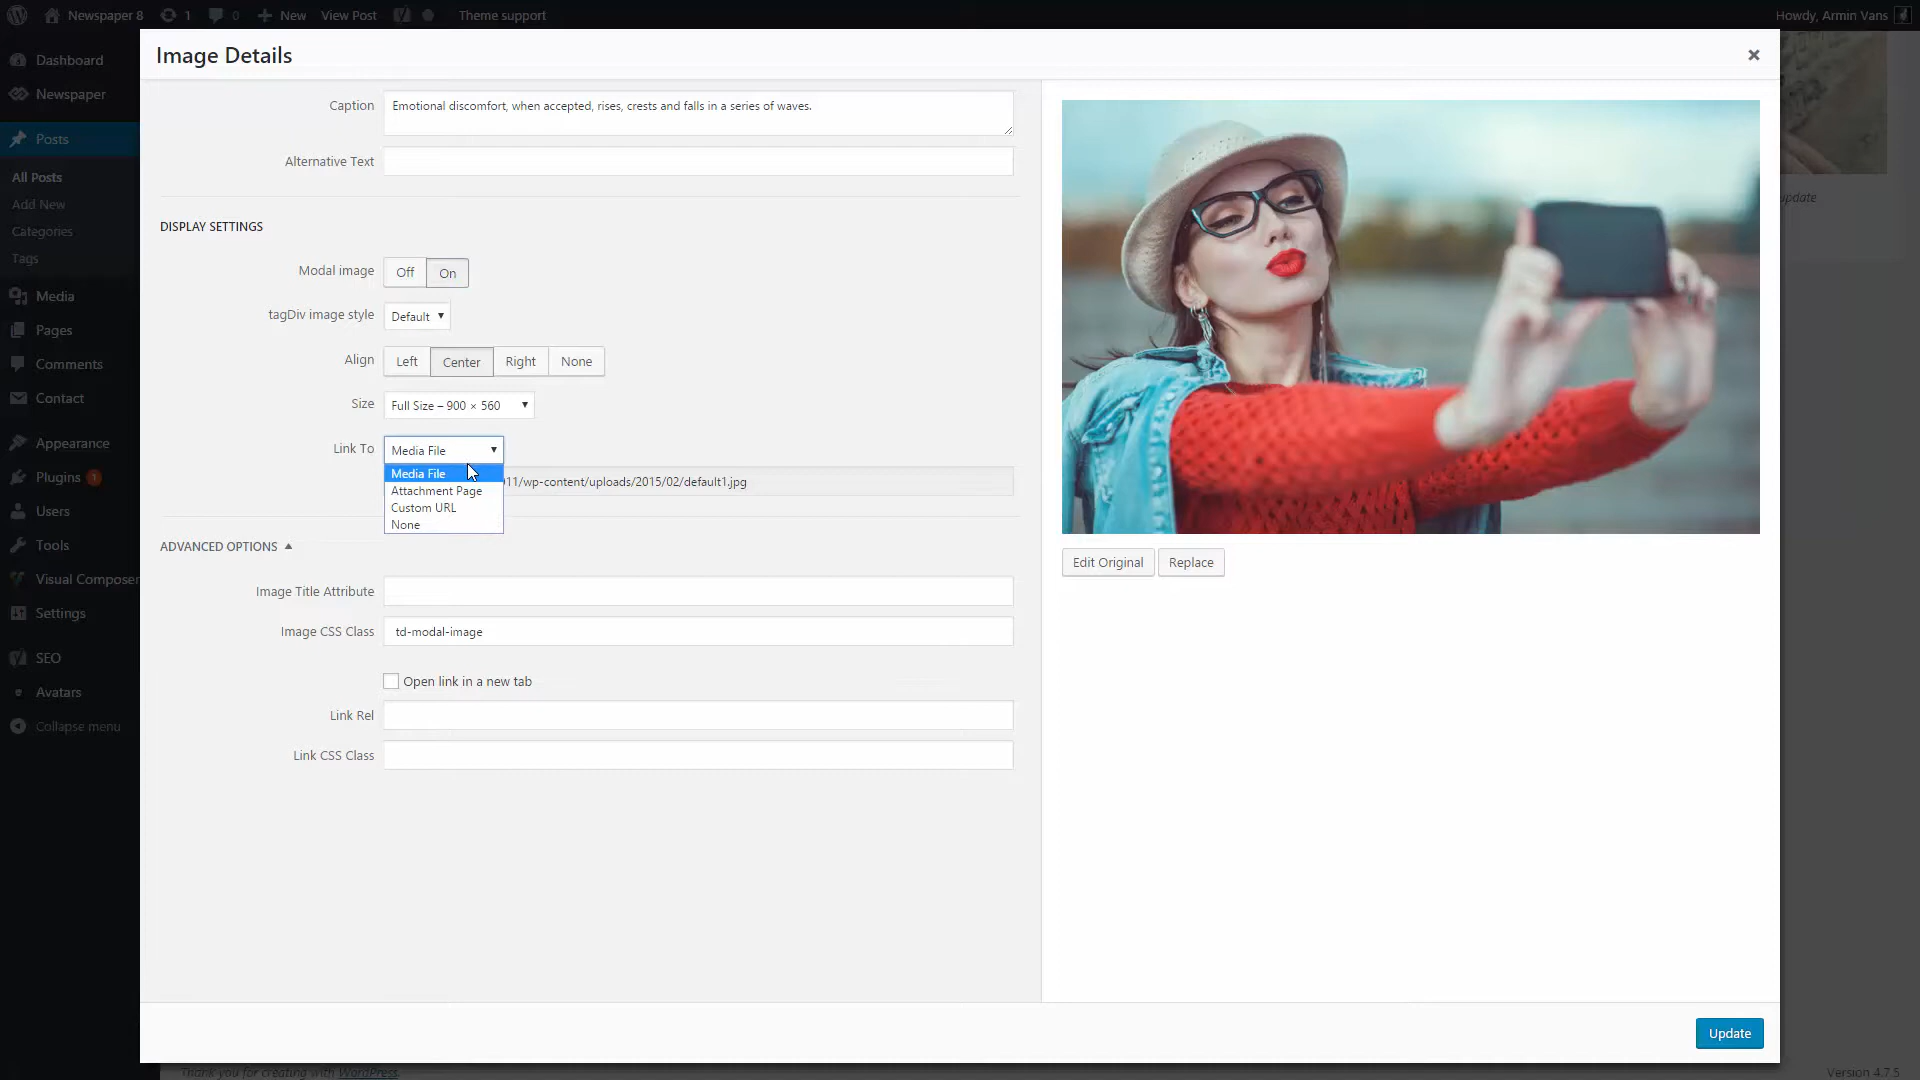 Newspaper 8
1
0
New
View Post
Theme support
Howdy, Armin Vans
Image Details
Dashboard
Newspaper
Posts
All Posts
Add New
Categories
Tags
Media
Pages
Comments
Contact
Appearance
Plugins 1
Users
Tools
Visual Composer
Settings
SEO
Avatars
Collapse menu
Caption
Emotional discomfort, when accepted, rises, crests and falls in a series of waves.
Alternative Text
DISPLAY SETTINGS
Modal image
Off
On
tagDiv image style
Default
Align
Left
Center
Right
None
Size
Full Size – 900 × 560
Link To
Media File
Media File
Attachment Page
Custom URL
None
011/wp-content/uploads/2015/02/default1.jpg
ADVANCED OPTIONS
Image Title Attribute
Image CSS Class
td-modal-image
Open link in a new tab
Link Rel
Link CSS Class
Edit Original
Replace
update
Update
Thank you for creating with WordPress.
Version 4.7.5